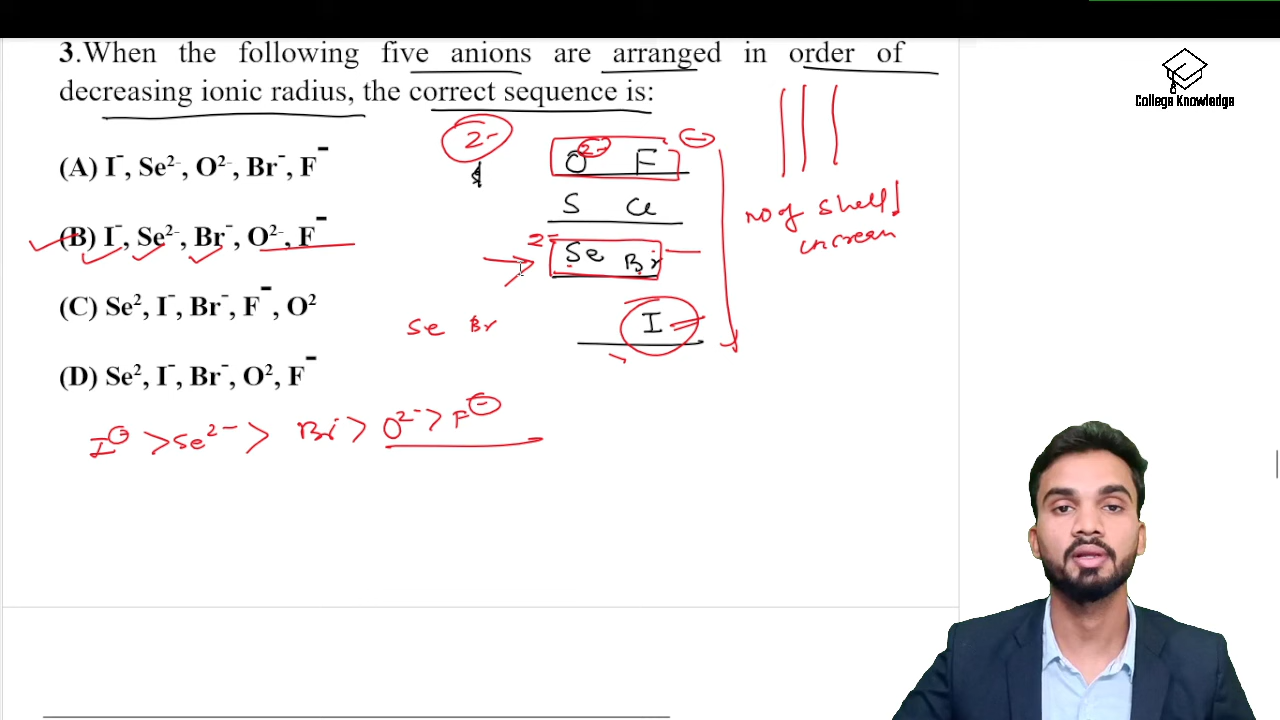 3.When the following five anions are arranged in order of
decreasing ionic radius, the correct sequence is:
College Knowledge
(A) I⁻, Se²⁻, O²⁻, Br⁻, F⁻
(B) I⁻, Se²⁻, Br⁻, O²⁻, F⁻
(C) Se², I⁻, Br⁻, F⁻, O²
(D) Se², I⁻, Br⁻, O², F⁻
2-
O²⁻ F ⊖
S Cl
2- Se Br —
I
no of shell
increase
Se Br
I⊖ > Se²⁻ > Br > O²⁻ > F⊖